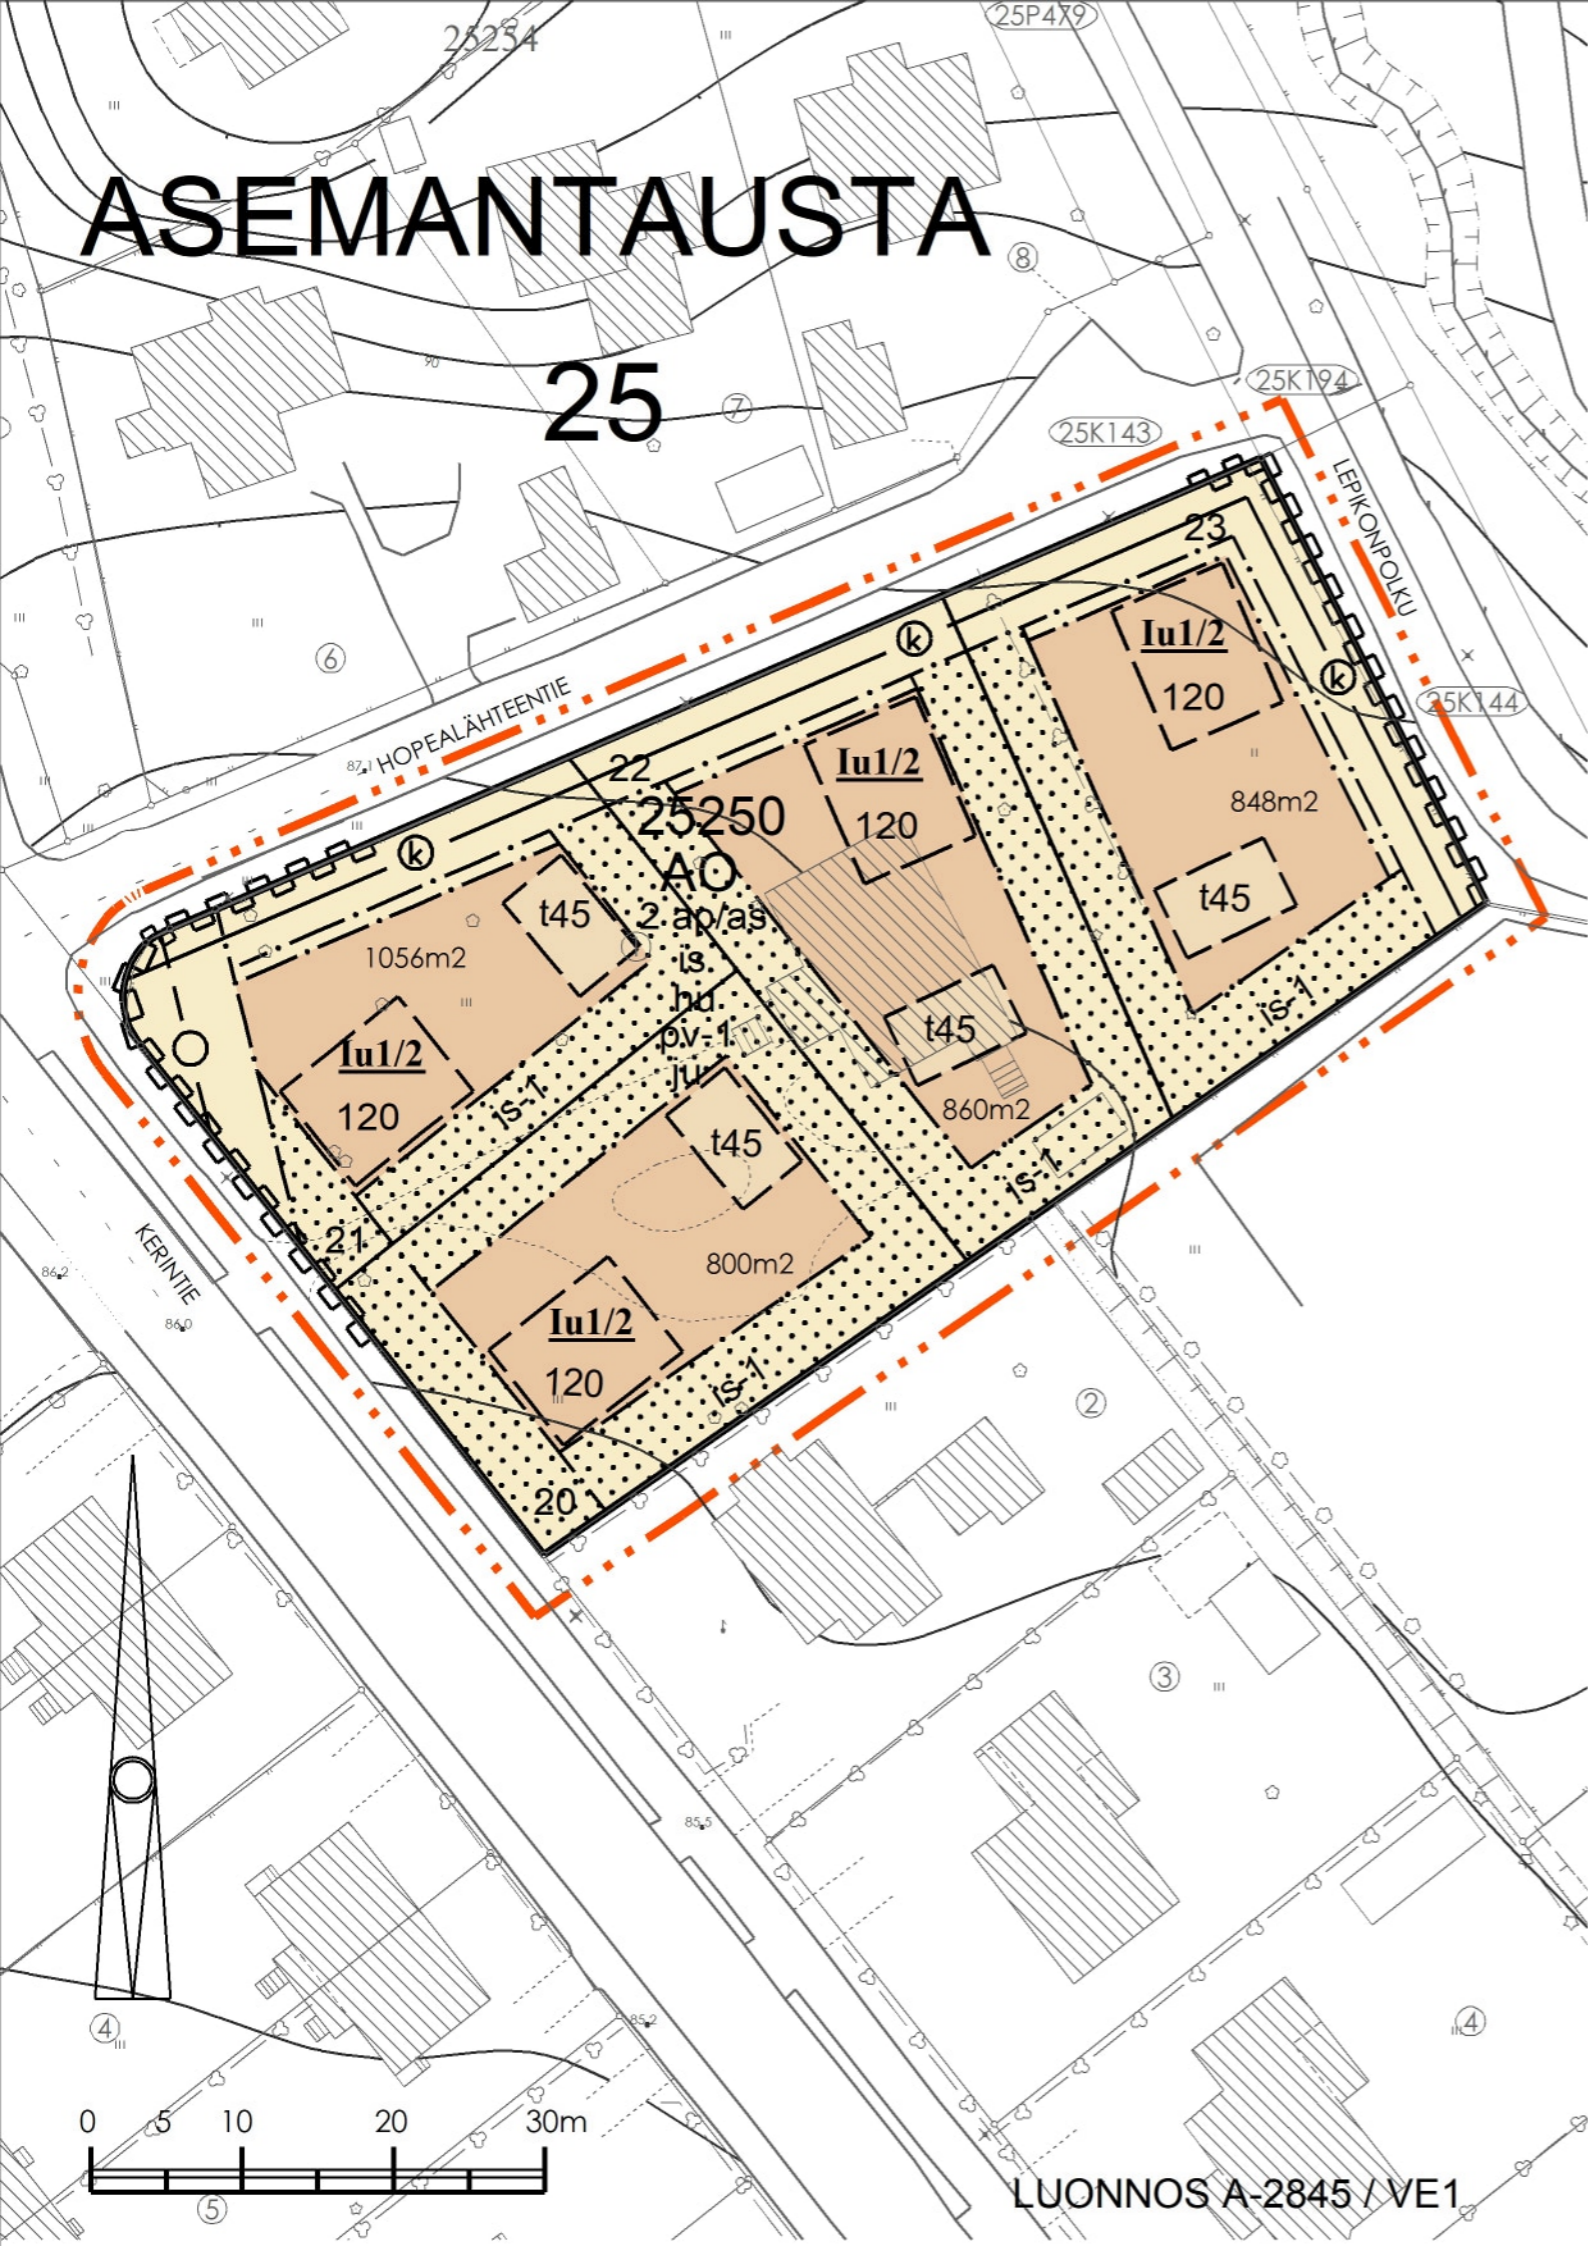 25254
25P479
ASEMANTAUSTA
8
90
25
7
25K194
25K143
LEPIKONPOLKU
23
k
Iu1/2
120
k
25K144
6
HOPEALÄHTEENTIE
87.1
22
25250
AO
2 ap/as
is
hu
pv-1
ju
Iu1/2
120
848m2
t45
is-1
k
t45
1056m2
Iu1/2
120
is-1
t45
860m2
is-1
t45
21
800m2
Iu1/2
120
is-1
20
KERINTIE
86.2
86.0
2
3
85.5
85.2
4
4
0 5 10 20 30m
5
LUONNOS A-2845 / VE1